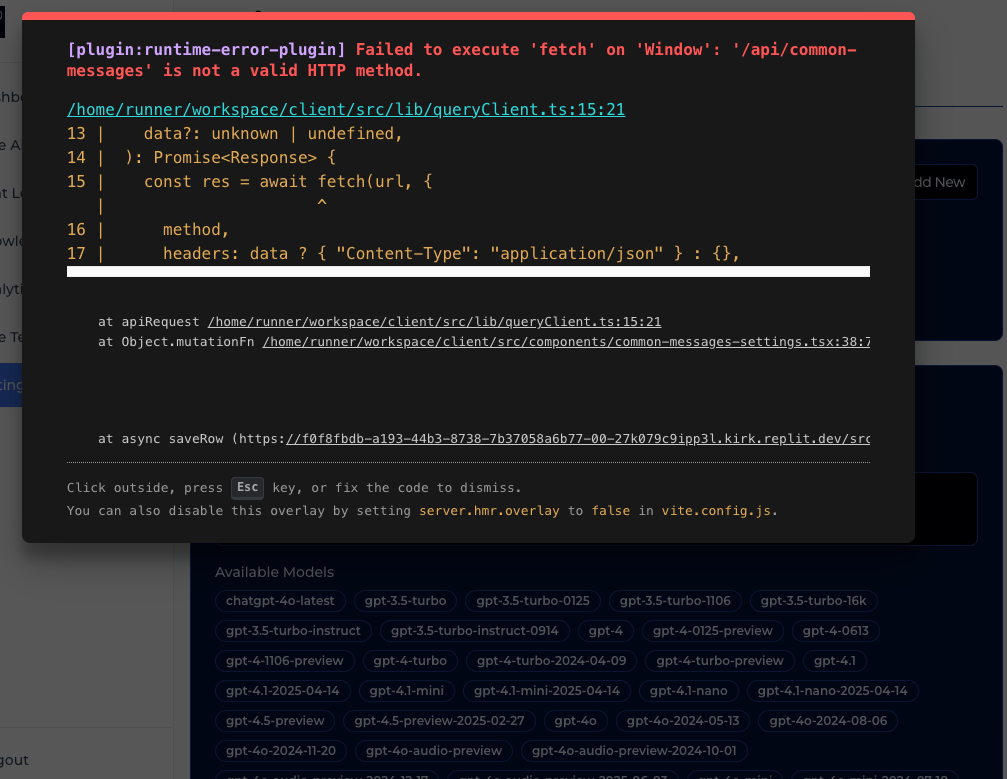 [plugin:runtime-error-plugin] Failed to execute 'fetch' on 'Window': '/api/common-
messages' is not a valid HTTP method.
/home/runner/workspace/client/src/lib/queryClient.ts:15:21
13 |    data?: unknown | undefined,
14 |  ): Promise<Response> {
15 |    const res = await fetch(url, {
   |                      ^
16 |      method,
17 |      headers: data ? { "Content-Type": "application/json" } : {},
at apiRequest /home/runner/workspace/client/src/lib/queryClient.ts:15:21
at Object.mutationFn /home/runner/workspace/client/src/components/common-messages-settings.tsx:38:7
at async saveRow (https://f0f8fbdb-a193-44b3-8738-7b37058a6b77-00-27k079c9ipp3l.kirk.replit.dev/src
Click outside, press Esc key, or fix the code to dismiss.
You can also disable this overlay by setting server.hmr.overlay to false in vite.config.js.
dd New
Available Models
chatgpt-4o-latest gpt-3.5-turbo gpt-3.5-turbo-0125 gpt-3.5-turbo-1106 gpt-3.5-turbo-16k
gpt-3.5-turbo-instruct gpt-3.5-turbo-instruct-0914 gpt-4 gpt-4-0125-preview gpt-4-0613
gpt-4-1106-preview gpt-4-turbo gpt-4-turbo-2024-04-09 gpt-4-turbo-preview gpt-4.1
gpt-4.1-2025-04-14 gpt-4.1-mini gpt-4.1-mini-2025-04-14 gpt-4.1-nano gpt-4.1-nano-2025-04-14
gpt-4.5-preview gpt-4.5-preview-2025-02-27 gpt-4o gpt-4o-2024-05-13 gpt-4o-2024-08-06
gpt-4o-2024-11-20 gpt-4o-audio-preview gpt-4o-audio-preview-2024-10-01
gout